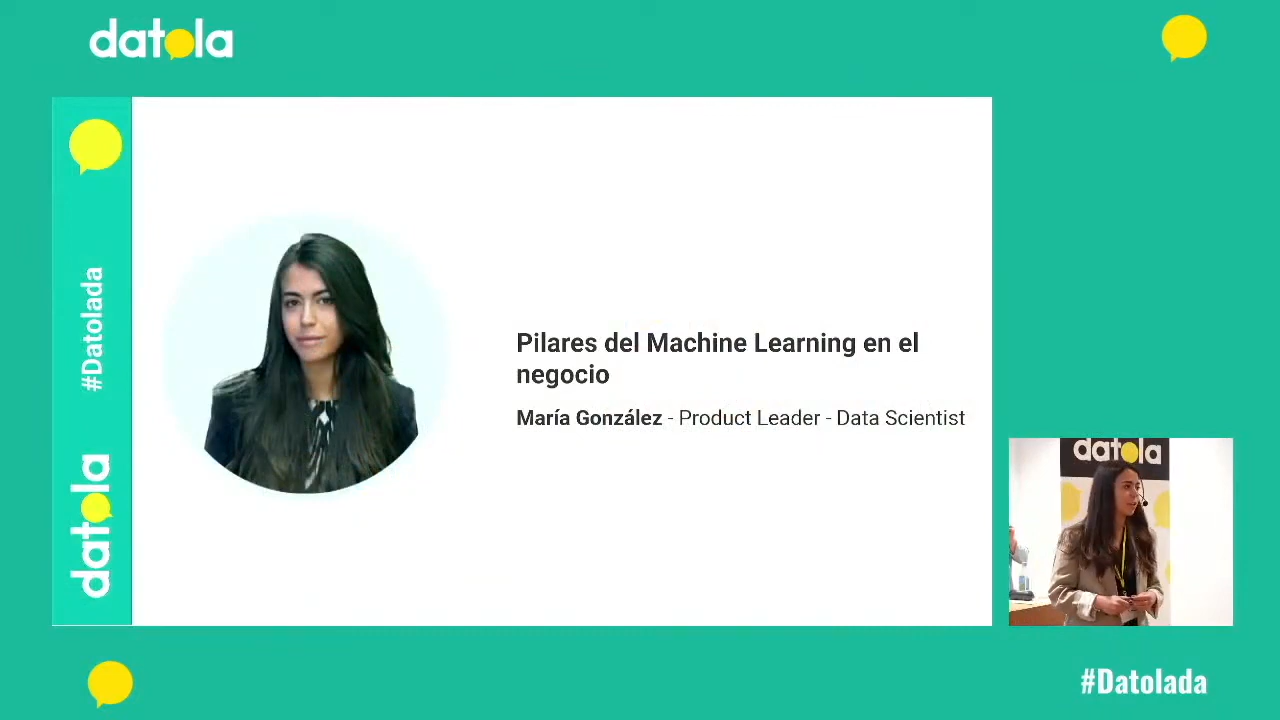 datola
#Datolada
datola
Pilares del Machine Learning en el
negocio
María González - Product Leader - Data Scientist
datola
#Datolada